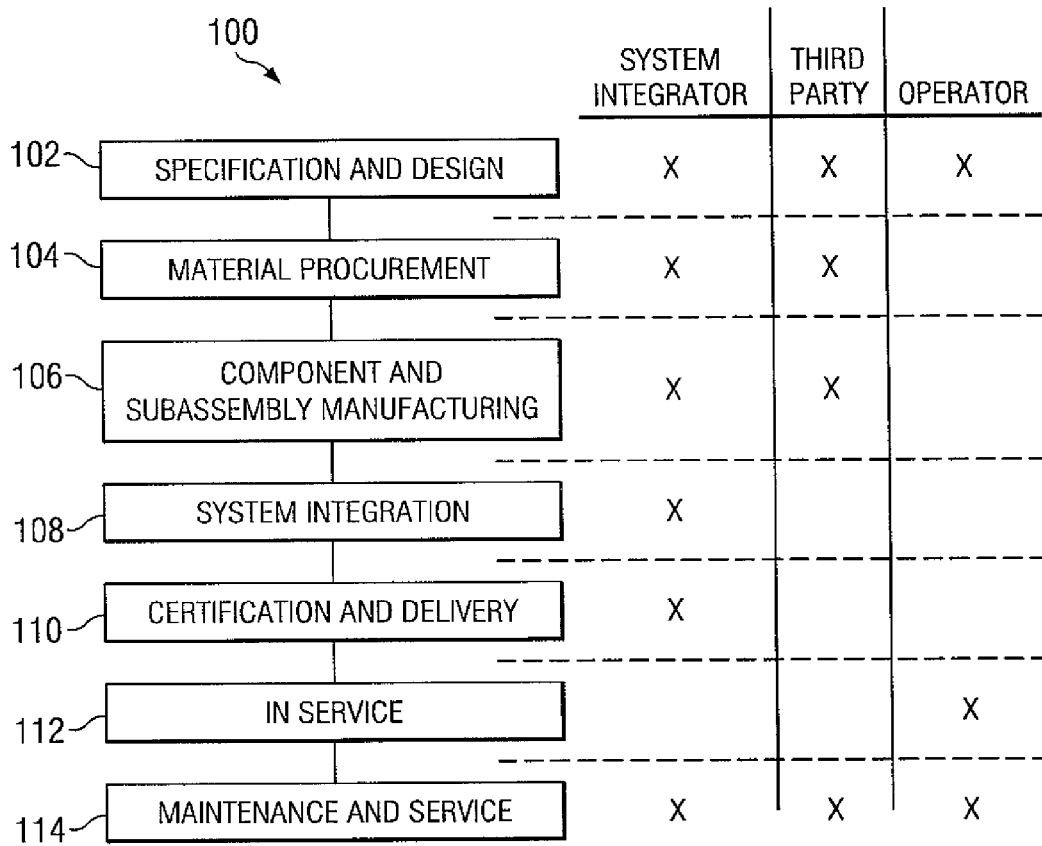 100
SYSTEM INTEGRATOR
THIRD PARTY
OPERATOR
102 SPECIFICATION AND DESIGN X X X
104 MATERIAL PROCUREMENT X X
106 COMPONENT AND
SUBASSEMBLY MANUFACTURING X X
108 SYSTEM INTEGRATION X
110 CERTIFICATION AND DELIVERY X
112 IN SERVICE X
114 MAINTENANCE AND SERVICE X X X